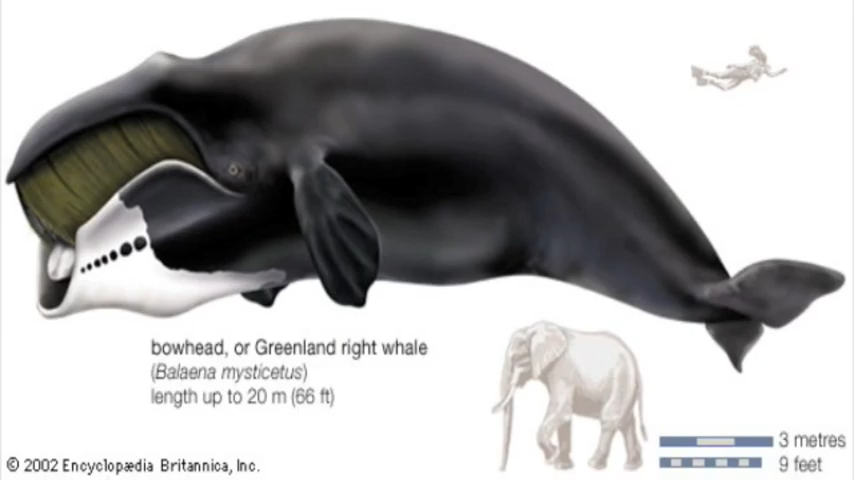 bowhead, or Greenland right whale
(Balaena mysticetus)
length up to 20 m (66 ft)
3 metres
9 feet
© 2002 Encyclopædia Britannica, Inc.